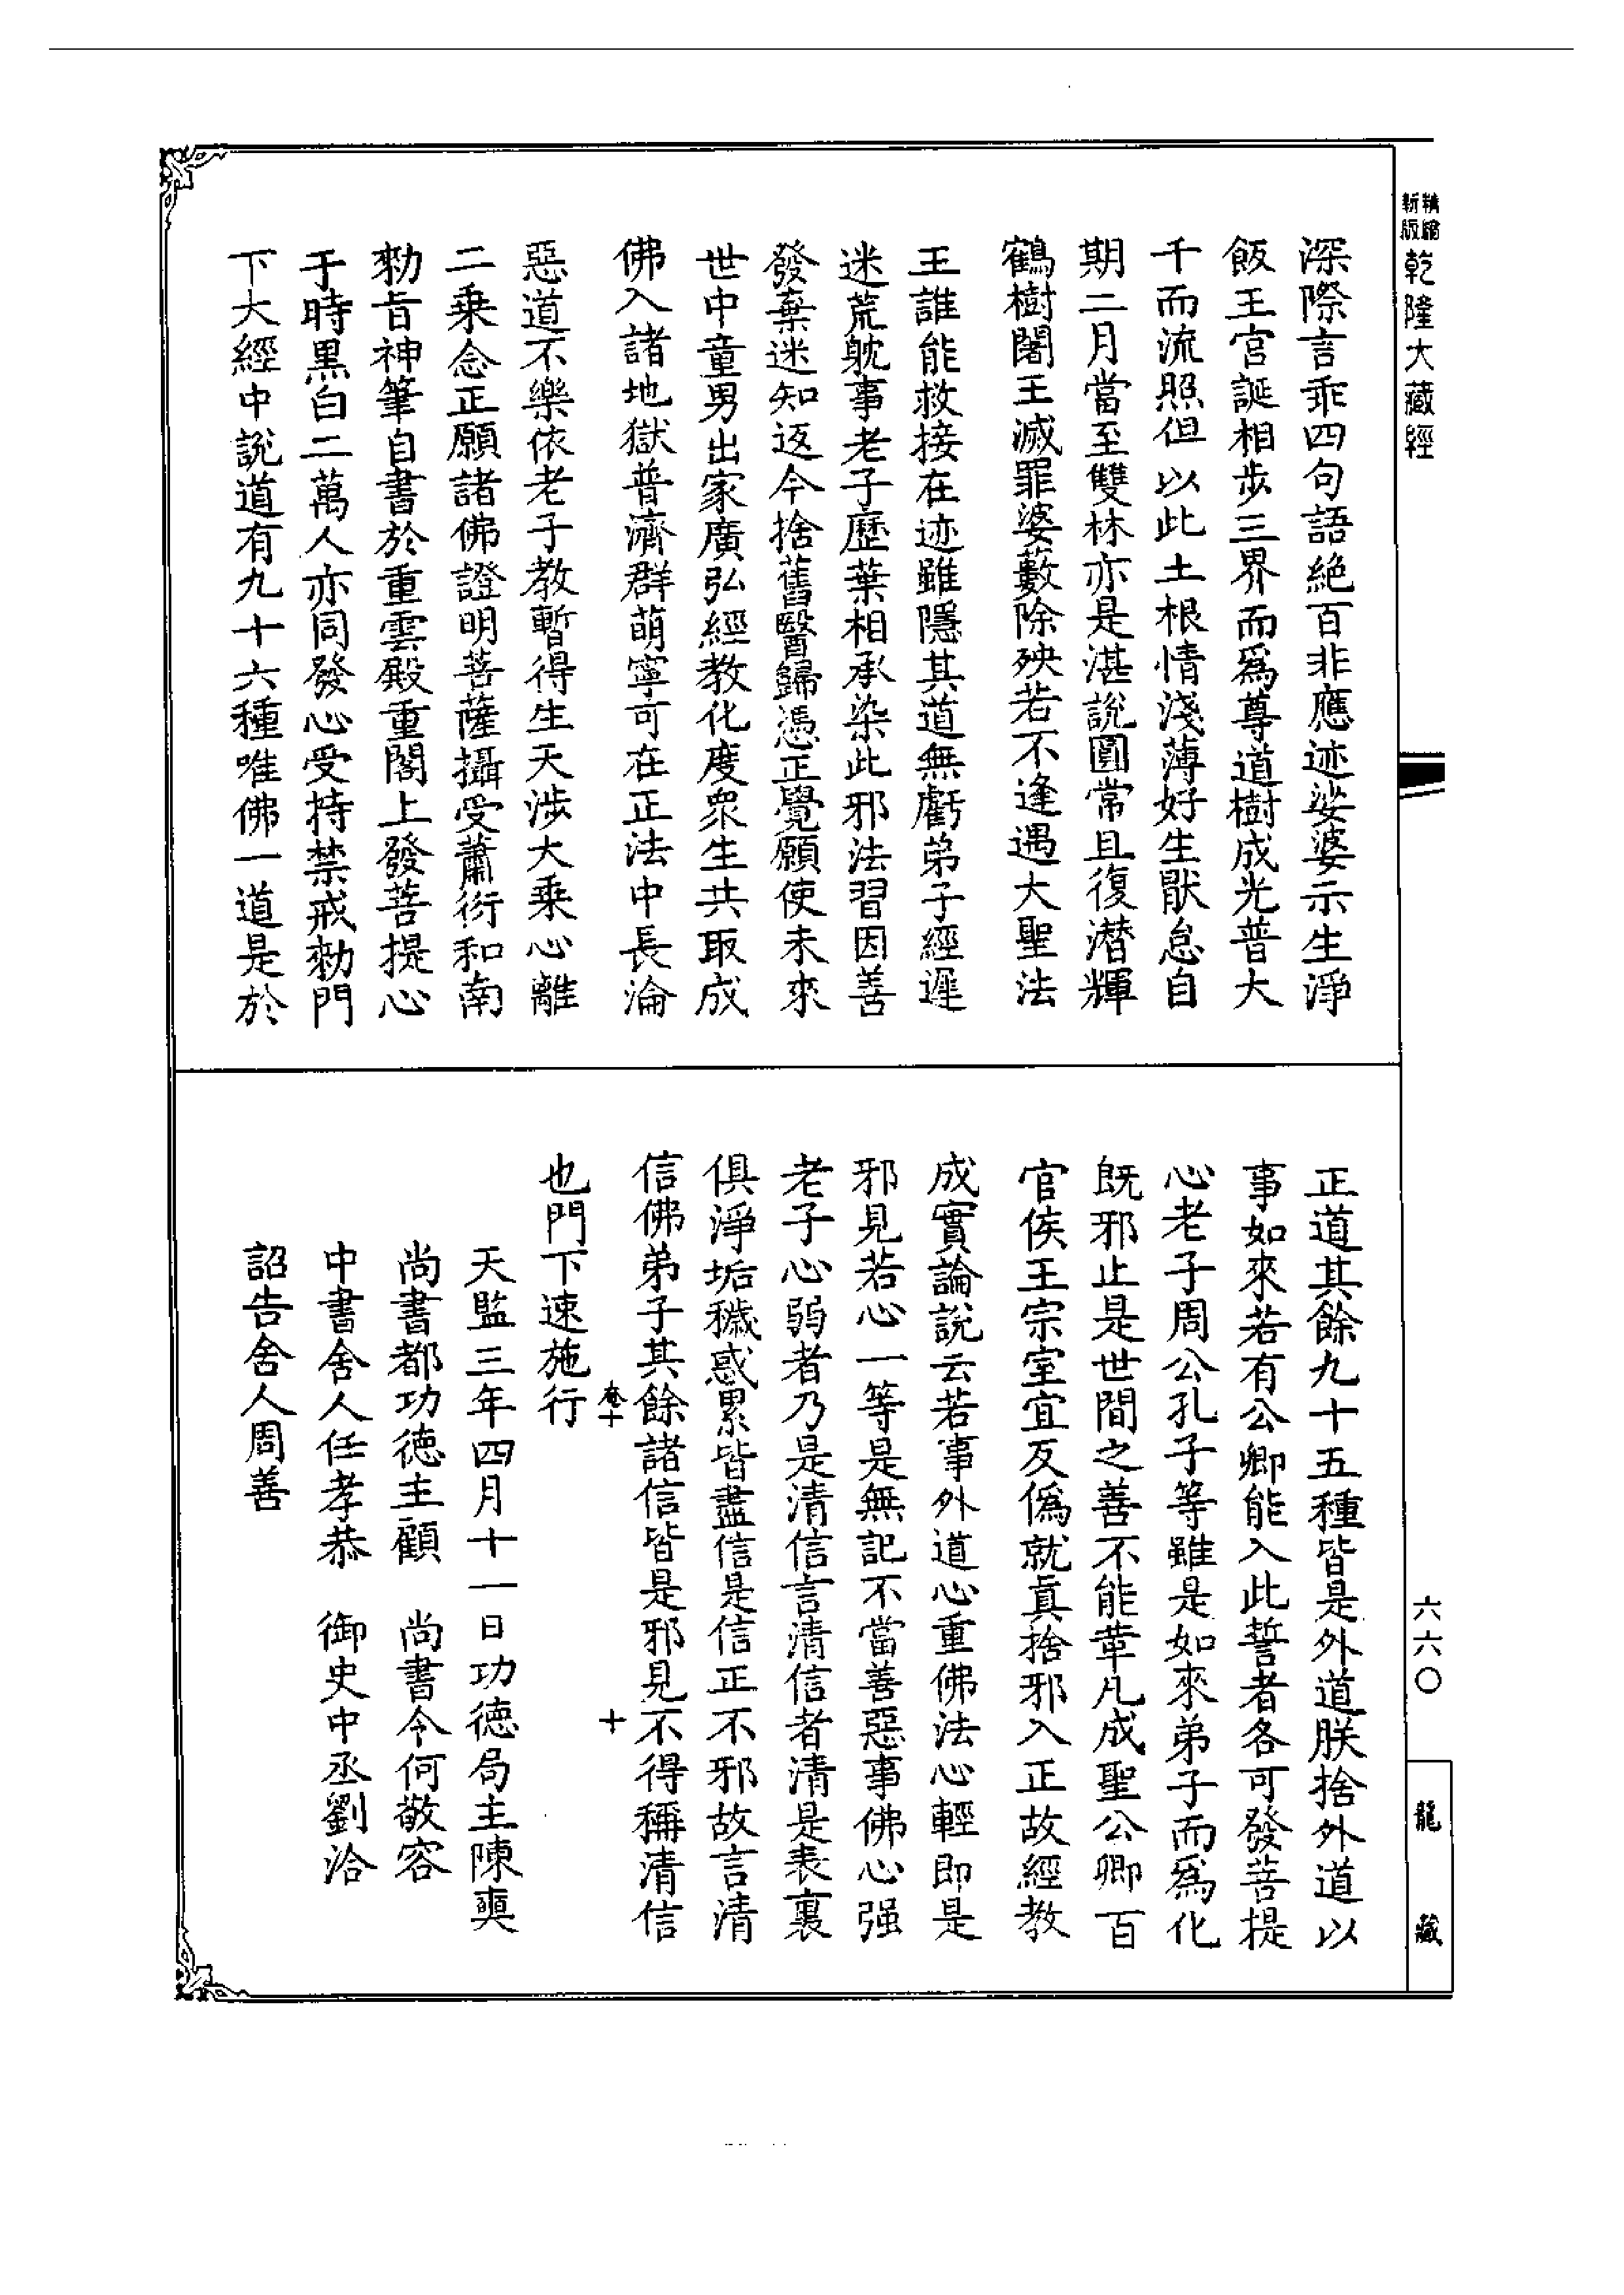 精縮新版乾隆大藏經
深際言乖四句語絶百非應迹娑婆示生淨
飯王宮誕相步三界而爲尊道樹成光普大
千而流照但以此土根情淺薄好生猒怠自
期二月當至雙林亦是湛說圓常且復潛輝
鶴樹闍王滅罪婆藪除殃若不逢遇大聖法
王誰能救接在迹雖隱其道無虧弟子經遲
迷荒躭事老子歷葉相承染此邪法習因善
發棄迷知返今捨舊醫歸憑正覺願使未來
世中童男出家廣弘經教化度衆生共取成
佛入諸地獄普濟群萌寧可在正法中長淪
惡道不樂依老子教暫得生天涉大乘心離
二乘念正願諸佛證明菩薩攝受蕭衍和南
勑旨神筆自書於重雲殿重閣上發菩提心
于時黑白二萬人亦同發心受持禁戒勑門
下大經中說道有九十六種唯佛一道是於
正道其餘九十五種皆是外道朕捨外道以
事如來若有公卿能入此誓者各可發菩提
心老子周公孔子等雖是如來弟子而爲化
既邪止是世間之善不能革凡成聖公卿百
官侯王宗室宜反僞就眞捨邪入正故經教
成實論說云若事外道心重佛法心輕即是
邪見若心一等是無記不當善惡事佛心强
老子心弱者乃是清信言清信者清是表裏
俱淨垢穢惑累皆盡信是信正不邪故言清
信佛弟子其餘諸信皆是邪見不得稱清信
卷十 十
也門下速施行
天監三年四月十一日功德局主陳奭
尚書都功德主顧 尚書令何敬容
中書舍人任孝恭 御史中丞劉洽
詔告舍人周善
六六〇
龍藏